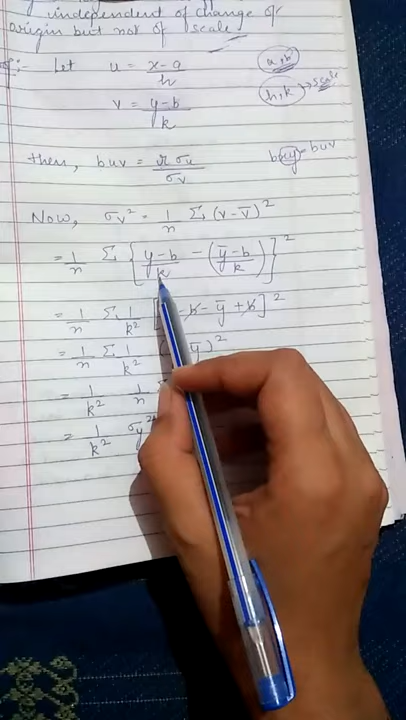 independent of change of
origin but not of scale
Let u = x-a/h a, b
v = y-b/k h, k → scale
then, buv = r σu/σv bxy = buv
Now, σv² = 1/n Σ (v - v̄)²
= 1/n Σ { y-b/k - (ȳ-b/k) }²
= 1/n Σ 1/k² [ - b - ȳ + b ]²
= 1/n Σ 1/k² ( ȳ )²
= 1/k² 1/n
= 1/k² σy²